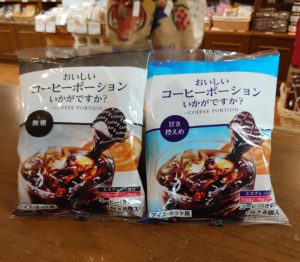 おいしい
コーヒーポーション
いかがですか?
COFFEE PORTION
無糖
アイス・ホット用
おいしい
コーヒーポーション
いかがですか?
COFFEE PORTION
甘さ
控えめ
アイス・ホット用